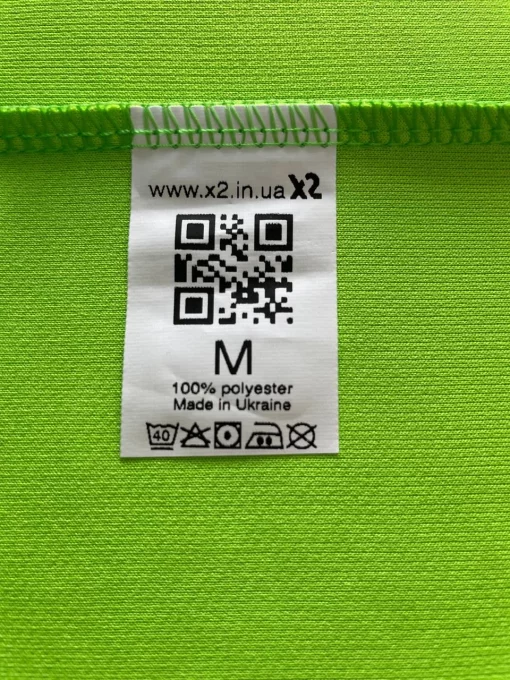 www.x2.in.ua X2
M
100% polyester
Made in Ukraine
40